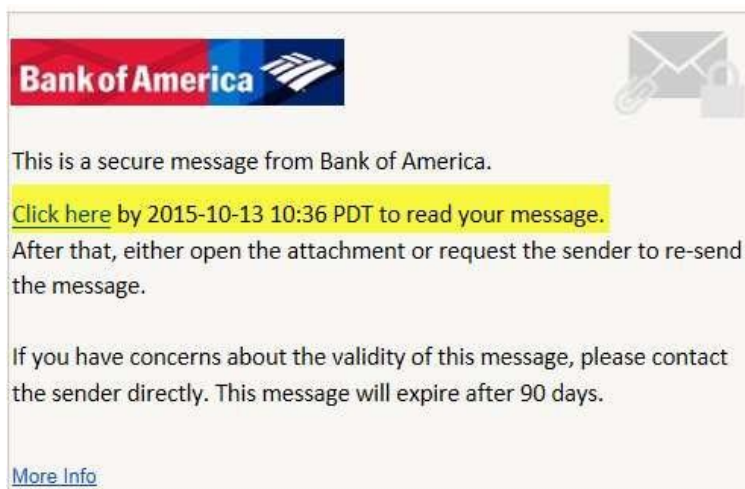 Bank of America
This is a secure message from Bank of America.
Click here by 2015-10-13 10:36 PDT to read your message.
After that, either open the attachment or request the sender to re-send
the message.
If you have concerns about the validity of this message, please contact
the sender directly. This message will expire after 90 days.
More Info